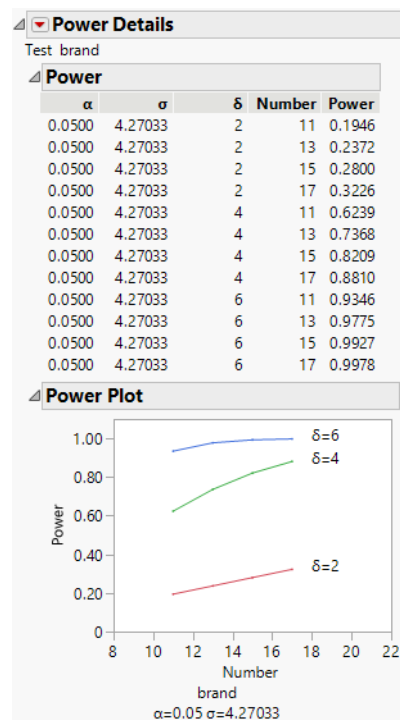 Power Details
Test brand
Power
α σ δ Number Power
0.0500 4.27033 2 11 0.1946
0.0500 4.27033 2 13 0.2372
0.0500 4.27033 2 15 0.2800
0.0500 4.27033 2 17 0.3226
0.0500 4.27033 4 11 0.6239
0.0500 4.27033 4 13 0.7368
0.0500 4.27033 4 15 0.8209
0.0500 4.27033 4 17 0.8810
0.0500 4.27033 6 11 0.9346
0.0500 4.27033 6 13 0.9775
0.0500 4.27033 6 15 0.9927
0.0500 4.27033 6 17 0.9978
Power Plot
1.00
0.80
0.60
0.40
0.20
0
Power
δ=6
δ=4
δ=2
8 10 12 14 16 18 20 22
Number
brand
α=0.05 σ=4.27033